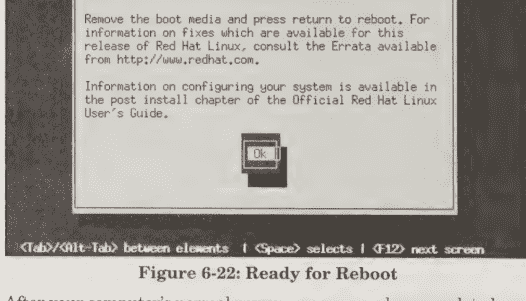 Remove the boot media and press return to reboot. For
information on fixes which are available for this
release of Red Hat Linux, consult the Errata available
from http://www.redhat.com.
Information on configuring your system is available in
the post install chapter of the Official Red Hat Linux
User's Guide.
Ok
<Tab>/<Alt-Tab> between elements | <Space> selects | <F12> next screen
Figure 6-22: Ready for Reboot
After your computer's